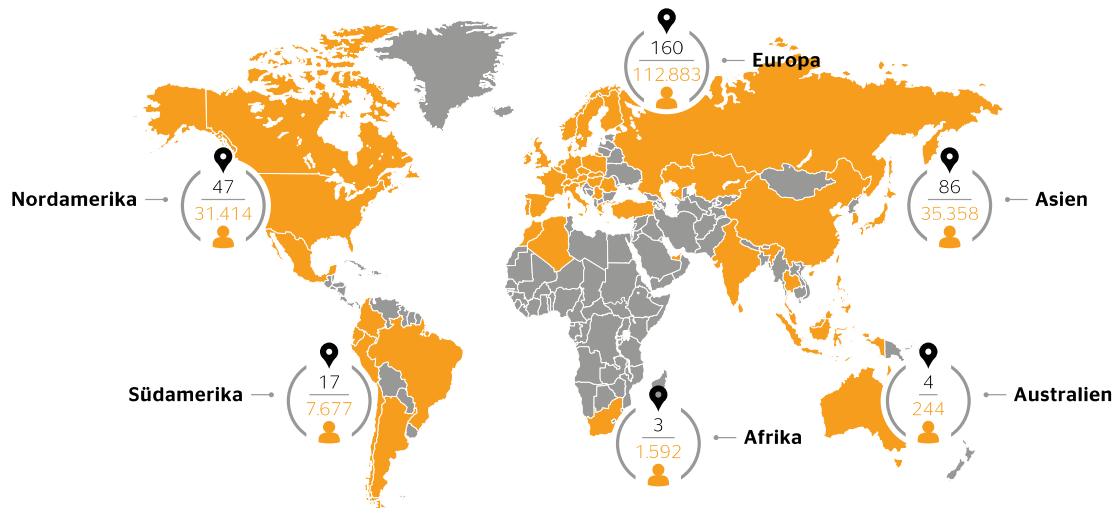 160
112.883
Europa
47
31.414
Nordamerika
86
35.358
Asien
17
7.677
Südamerika
4
244
Australien
3
1.592
Afrika